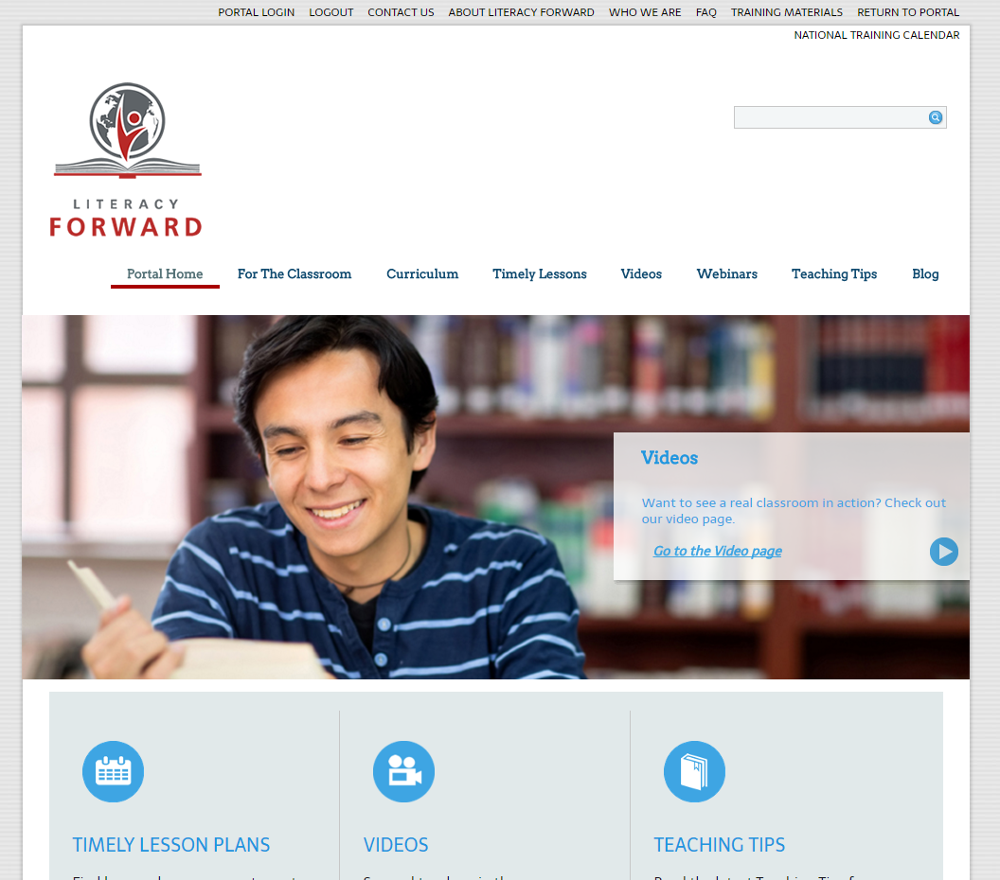 PORTAL LOGIN LOGOUT CONTACT US ABOUT LITERACY FORWARD WHO WE ARE FAQ TRAINING MATERIALS RETURN TO PORTAL
NATIONAL TRAINING CALENDAR
LITERACY
FORWARD
Portal Home For The Classroom Curriculum Timely Lessons Videos Webinars Teaching Tips Blog
Videos
Want to see a real classroom in action? Check out
our video page.
Go to the Video page
TIMELY LESSON PLANS VIDEOS TEACHING TIPS